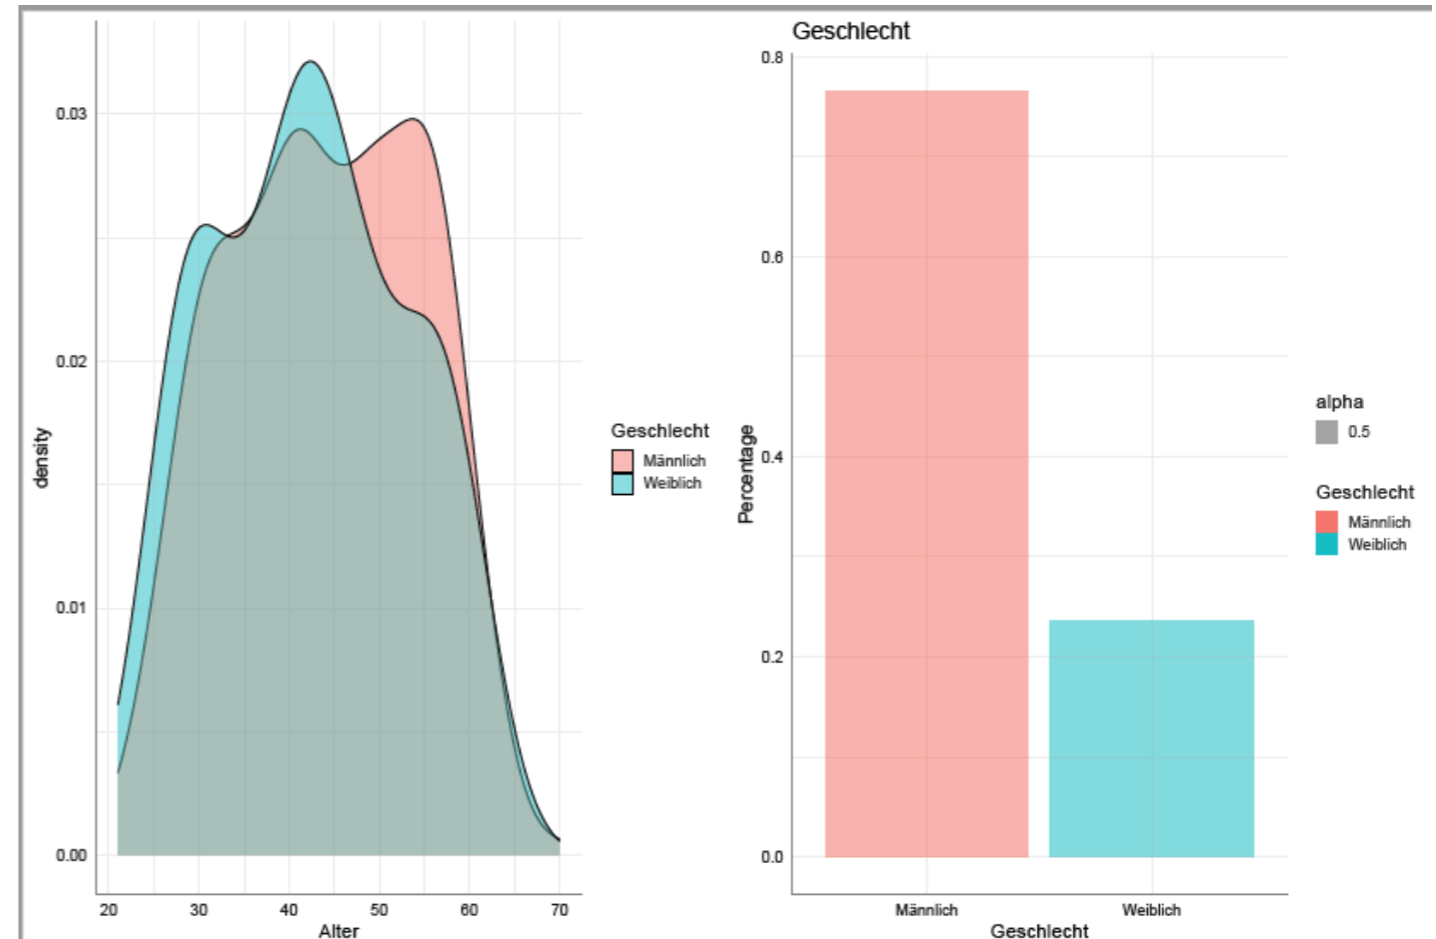 0.03
0.02
0.01
0.00
density
20 30 40 50 60 70
Alter
Geschlecht
Männlich
Weiblich
Geschlecht
0.8
0.6
0.4
0.2
0.0
Percentage
Männlich Weiblich
Geschlecht
alpha
0.5
Geschlecht
Männlich
Weiblich